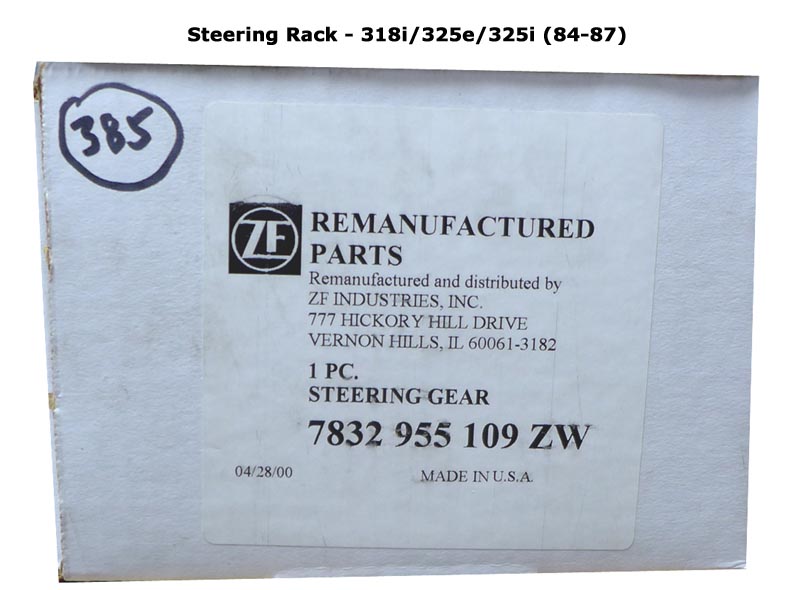 Steering Rack - 318i/325e/325i (84-87)
385
ZF
REMANUFACTURED
PARTS
Remanufactured and distributed by
ZF INDUSTRIES, INC.
777 HICKORY HILL DRIVE
VERNON HILLS, IL 60061-3182
1 PC.
STEERING GEAR
7832 955 109 ZW
04/28/00 MADE IN U.S.A.